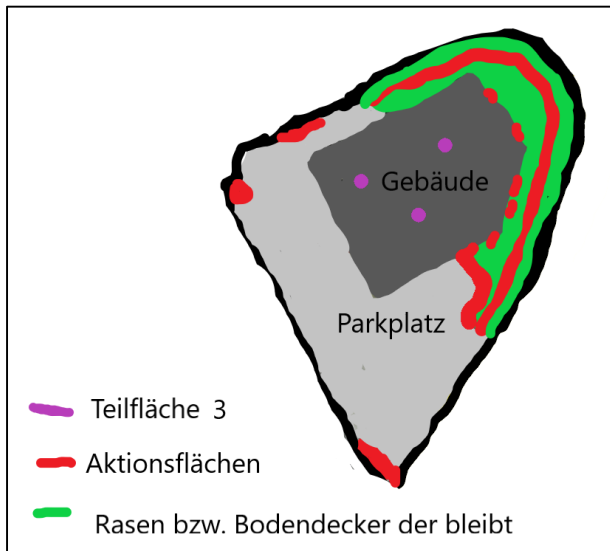 Gebäude
Parkplatz
Teilfläche 3
Aktionsflächen
Rasen bzw. Bodendecker der bleibt